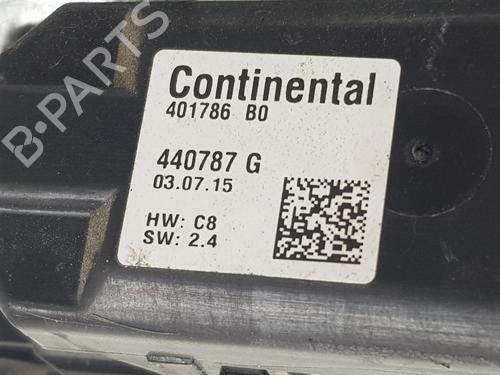 B-PARTS
Continental
401786 B0
440787 G
03.07.15
HW: C8
SW: 2.4